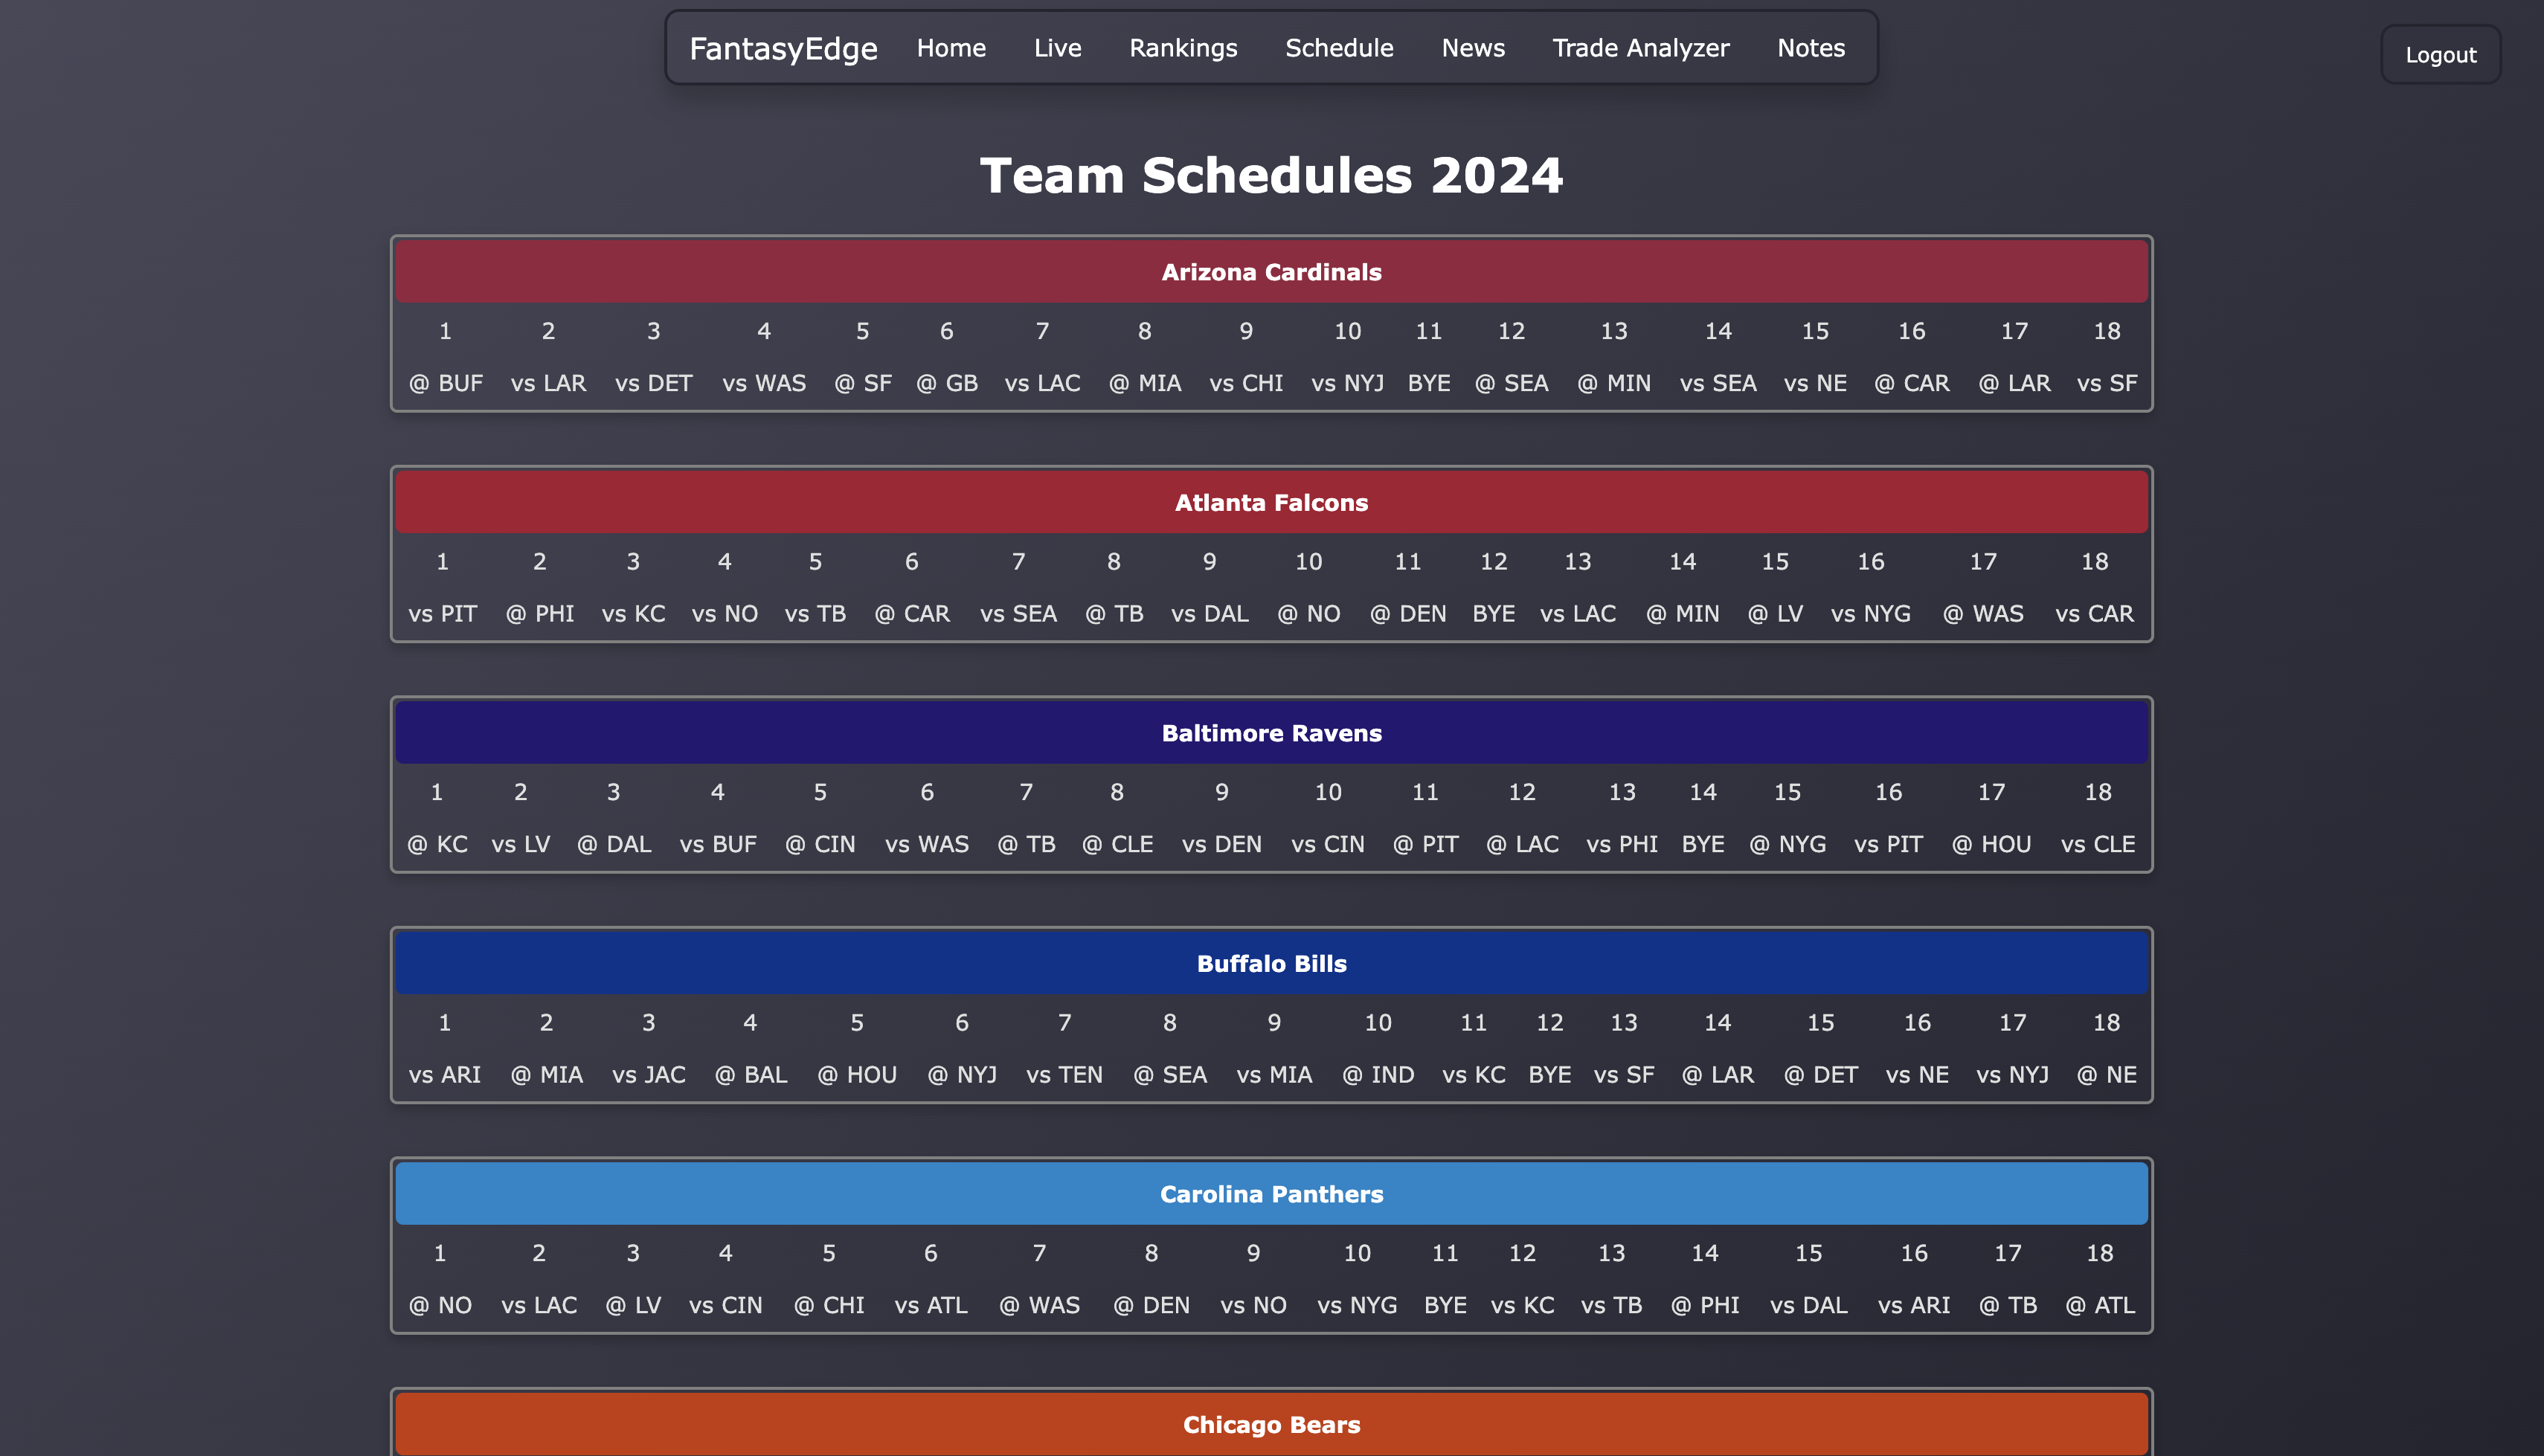 FantasyEdge Home Live Rankings Schedule News Trade Analyzer Notes
Logout
Team Schedules 2024
Arizona Cardinals
1 2 3 4 5 6 7 8 9 10 11 12 13 14 15 16 17 18
@ BUF vs LAR vs DET vs WAS @ SF @ GB vs LAC @ MIA vs CHI vs NYJ BYE @ SEA @ MIN vs SEA vs NE @ CAR @ LAR vs SF
Atlanta Falcons
1 2 3 4 5 6 7 8 9 10 11 12 13 14 15 16 17 18
vs PIT @ PHI vs KC vs NO vs TB @ CAR vs SEA @ TB vs DAL @ NO @ DEN BYE vs LAC @ MIN @ LV vs NYG @ WAS vs CAR
Baltimore Ravens
1 2 3 4 5 6 7 8 9 10 11 12 13 14 15 16 17 18
@ KC vs LV @ DAL vs BUF @ CIN vs WAS @ TB @ CLE vs DEN vs CIN @ PIT @ LAC vs PHI BYE @ NYG vs PIT @ HOU vs CLE
Buffalo Bills
1 2 3 4 5 6 7 8 9 10 11 12 13 14 15 16 17 18
vs ARI @ MIA vs JAC @ BAL @ HOU @ NYJ vs TEN @ SEA vs MIA @ IND vs KC BYE vs SF @ LAR @ DET vs NE vs NYJ @ NE
Carolina Panthers
1 2 3 4 5 6 7 8 9 10 11 12 13 14 15 16 17 18
@ NO vs LAC @ LV vs CIN @ CHI vs ATL @ WAS @ DEN vs NO vs NYG BYE vs KC vs TB @ PHI vs DAL vs ARI @ TB @ ATL
Chicago Bears